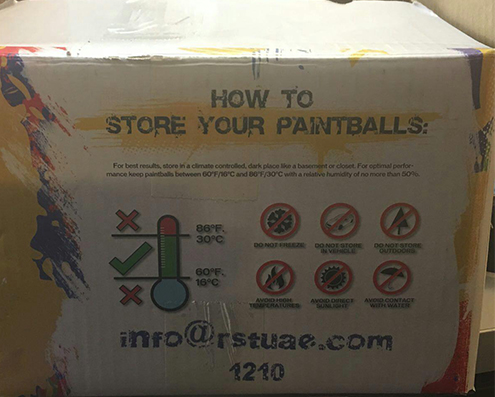 HOW TO
STORE YOUR PAINTBALLS:
For best results, store in a climate controlled, dark place like a basement or closet. For optimal perfor-
mance keep paintballs between 60°F/16°C and 86°F/30°C with a relative humidity of no more than 50%.
86°F.
30°C
60°F.
16°C
DO NOT FREEZE
DO NOT STORE
IN VEHICLE
DO NOT STORE
OUTDOORS
AVOID HIGH
TEMPERATURES
AVOID DIRECT
SUNLIGHT
AVOID CONTACT
WITH WATER
info@rstuae.com
1210